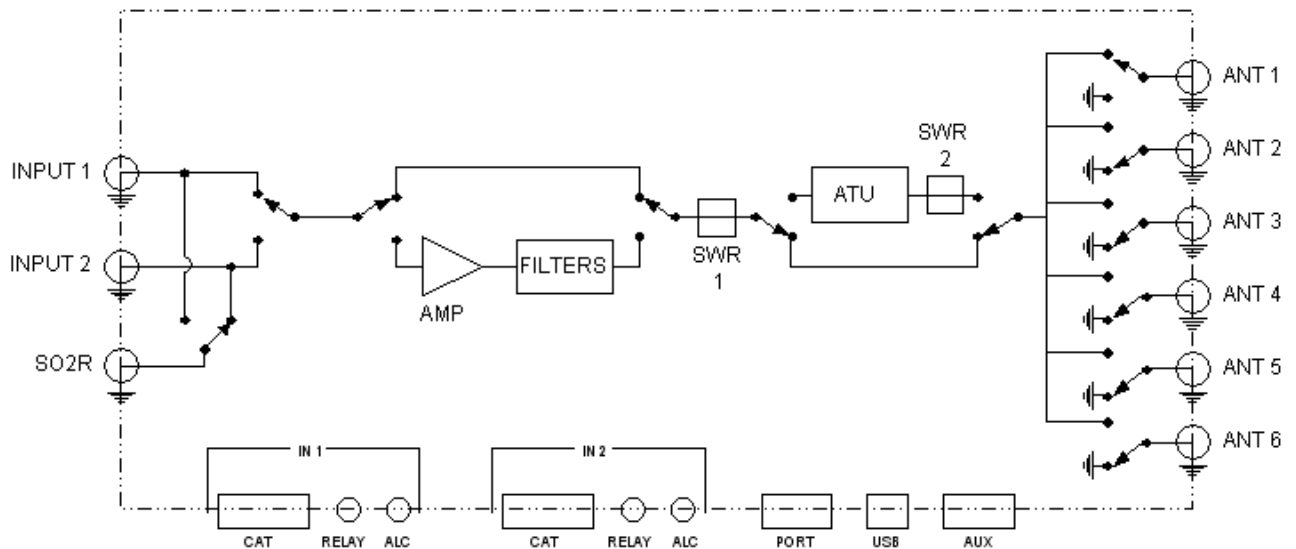 ANT 1
SWR
2
ANT 2
INPUT 1
ATU
ANT 3
SWR
1
INPUT 2
FILTERS
ANT 4
AMP
SO2R
ANT 5
ANT 6
IN 1
IN 2
CAT
RELAY
ALC
CAT
RELAY
ALC
PORT
USB
AUX